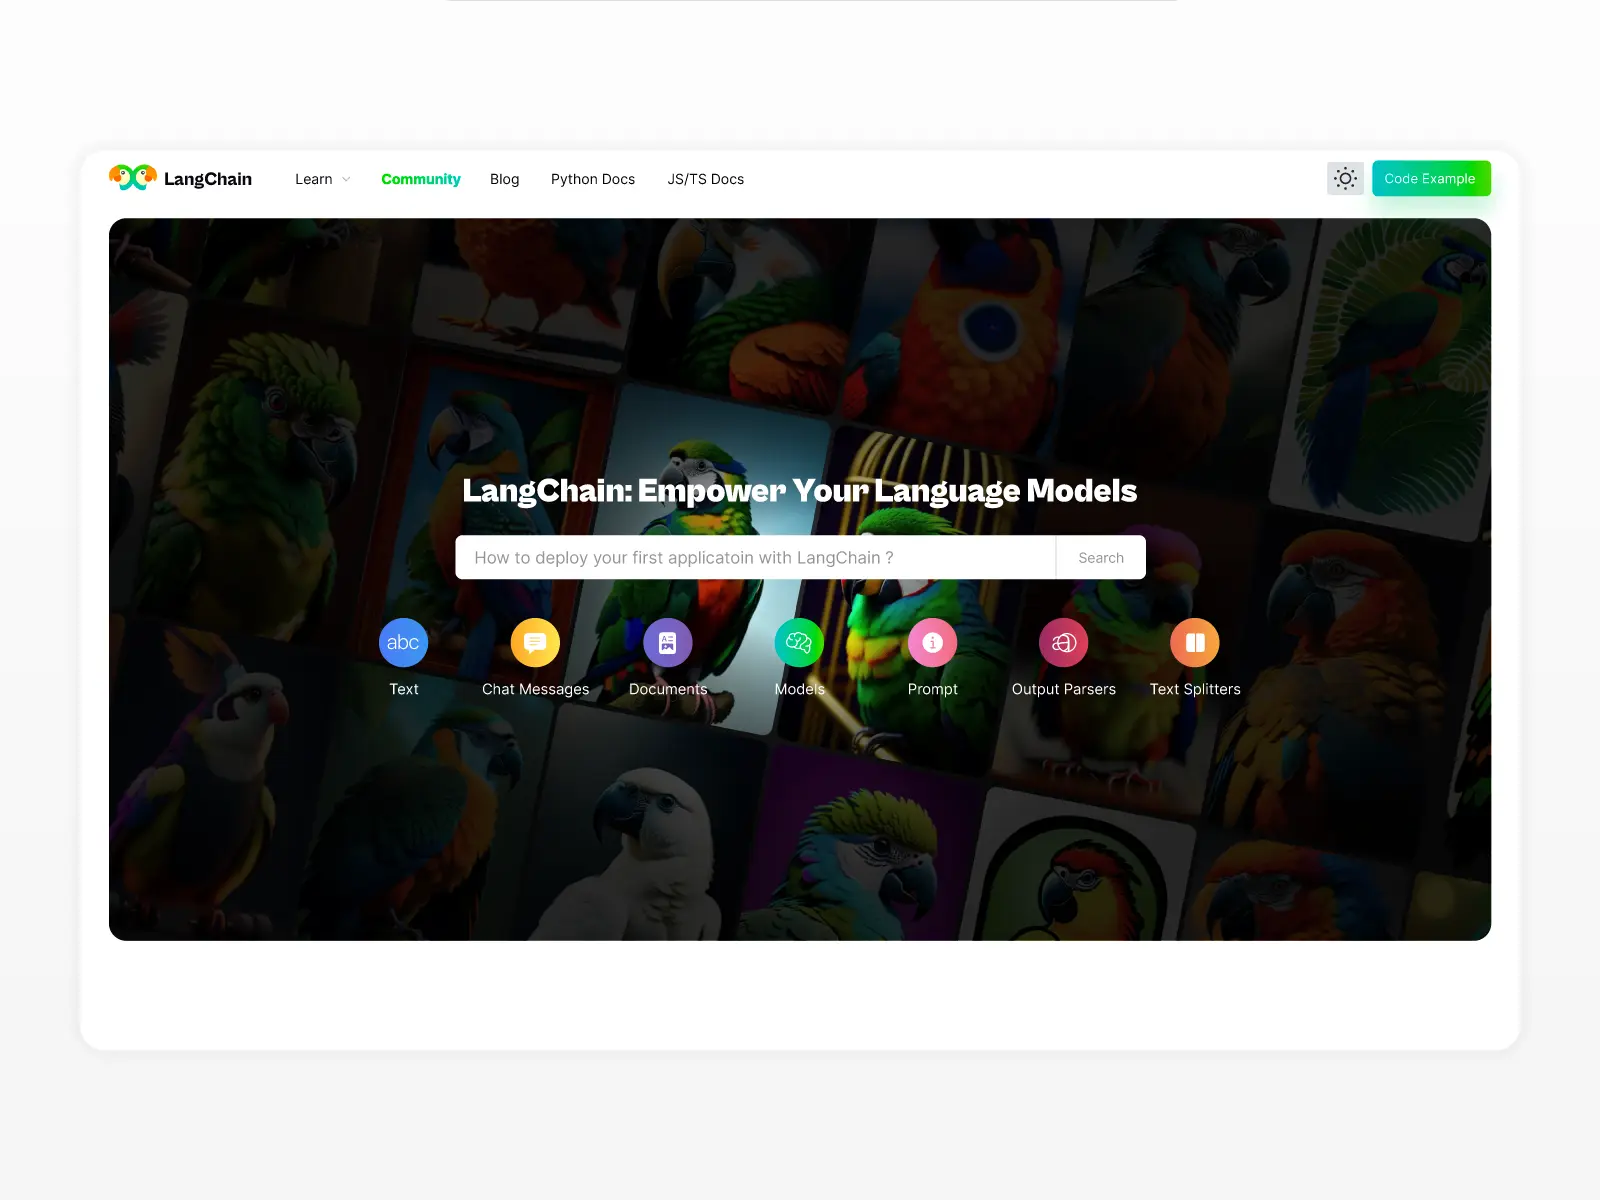 LangChain
Learn
Community
Blog
Python Docs
JS/TS Docs
Code Example
LangChain: Empower Your Language Models
How to deploy your first applicatoin with LangChain ?
Search
abc
Text
Chat Messages
Documents
Models
Prompt
Output Parsers
Text Splitters